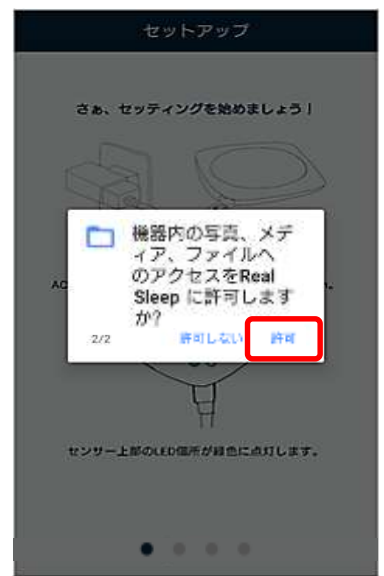 セットアップ
さぁ、セッティングを始めましょう！
機器内の写真、メデ
ィア、ファイルへ
のアクセスをReal
Sleep に許可します
か?
AC
2/2
許可しない
許可
センサー上部のLED個所が緑色に点灯します。